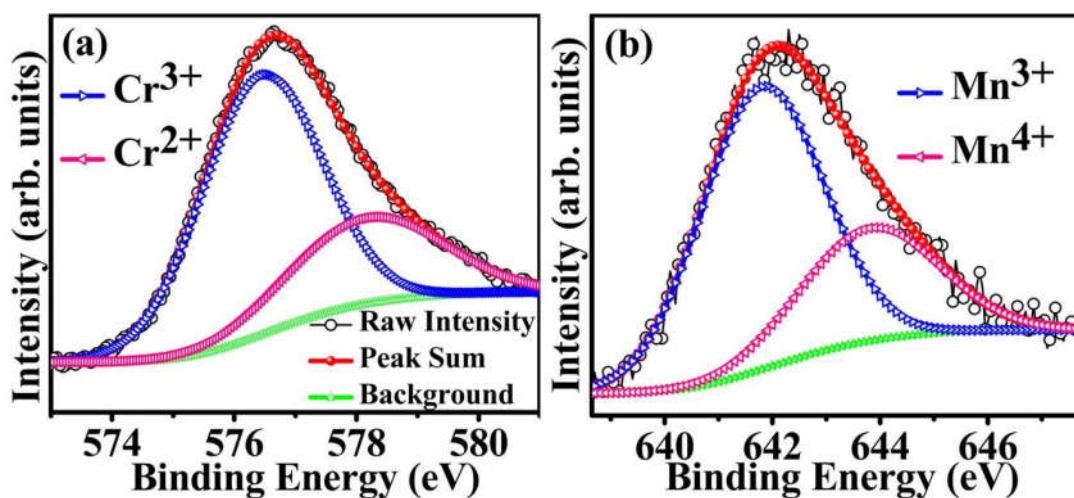 (a)
Cr3+
Cr2+
Raw Intensity
Peak Sum
Background
Intensity (arb. units)
574 576 578 580
Binding Energy (eV)
(b)
Mn3+
Mn4+
Intensity (arb. units)
640 642 644 646
Binding Energy (eV)